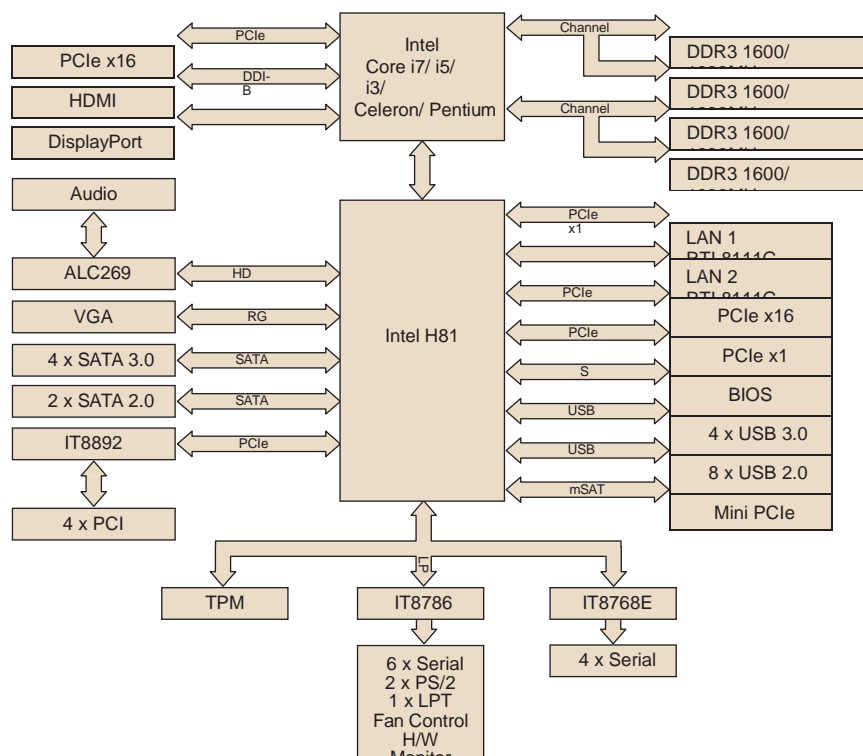 PCIe
Intel
Core i7/ i5/
i3/
Celeron/ Pentium
Channel
PCIe x16
DDI-
B
DDR3 1600/
HDMI
DDR3 1600/
Channel
DisplayPort
DDR3 1600/
DDR3 1600/
Audio
PCIe
x1
LAN 1
ALC269
HD
LAN 2
PCIe
VGA
RG
PCIe x16
Intel H81
PCIe
4 x SATA 3.0
SATA
PCIe x1
S
BIOS
2 x SATA 2.0
SATA
USB
4 x USB 3.0
IT8892
PCIe
USB
8 x USB 2.0
mSAT
Mini PCIe
4 x PCI
LP
TPM
IT8786
IT8768E
6 x Serial
2 x PS/2
1 x LPT
Fan Control
H/W
Monitor
4 x Serial